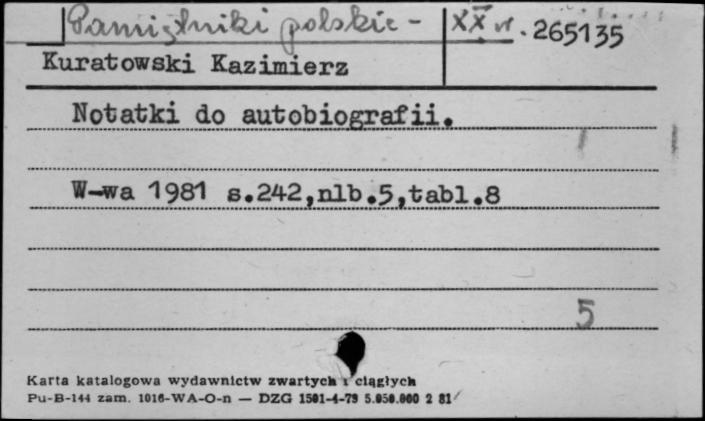 Pamiętniki polskie - XX w. 265135
Kuratowski Kazimierz
Notatki do autobiografii.
W-wa 1981 s.242,nlb.5,tabl.8
5
Karta katalogowa wydawnictw zwartych i ciągłych
Pu-B-144 zam. 1016-WA-O-n — DZG 1501-4-79 5.050.000 2 81